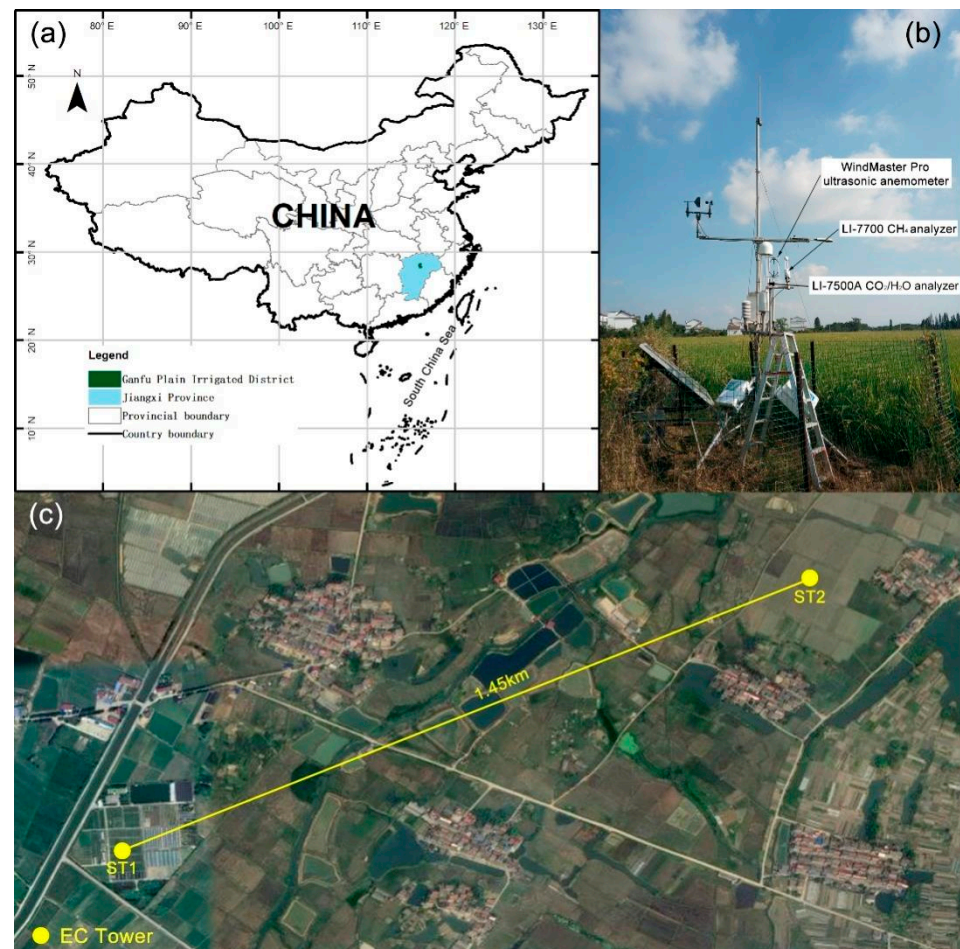 (a)
80° E
90° E
100° E
110° E
120° E
130° E
N
50° N
40° N
30° N
20° N
10° N
CHINA
South China Sea
Legend
Ganfu Plain Irrigated District
Jiangxi Province
Provincial boundary
Country boundary
(b)
WindMaster Pro
ultrasonic anemometer
LI-7700 CH₄ analyzer
LI-7500A CO₂/H₂O analyzer
(c)
ST2
1.45km
ST1
EC Tower